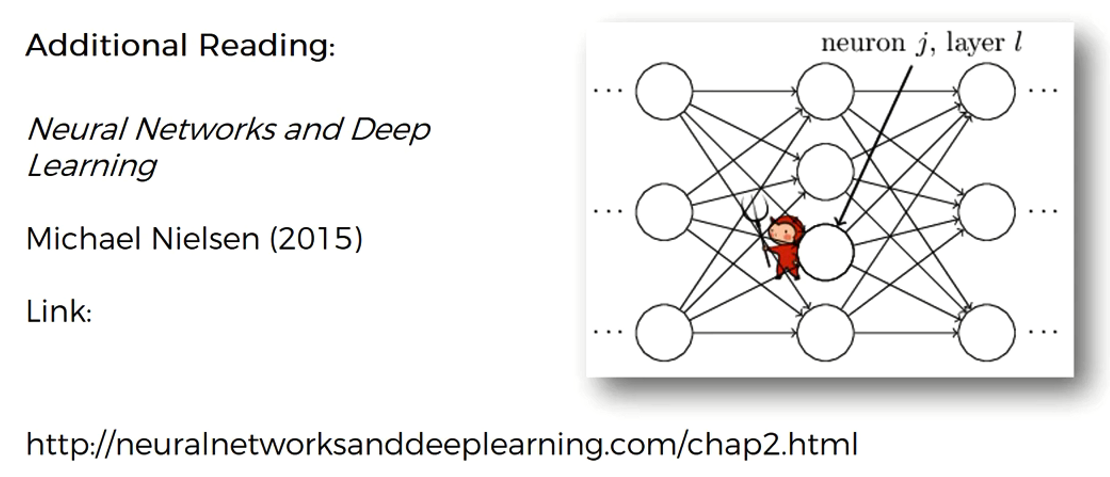 Additional Reading:
Neural Networks and Deep
Learning
Michael Nielsen (2015)
Link:
http://neuralnetworksanddeeplearning.com/chap2.html
neuron j, layer l